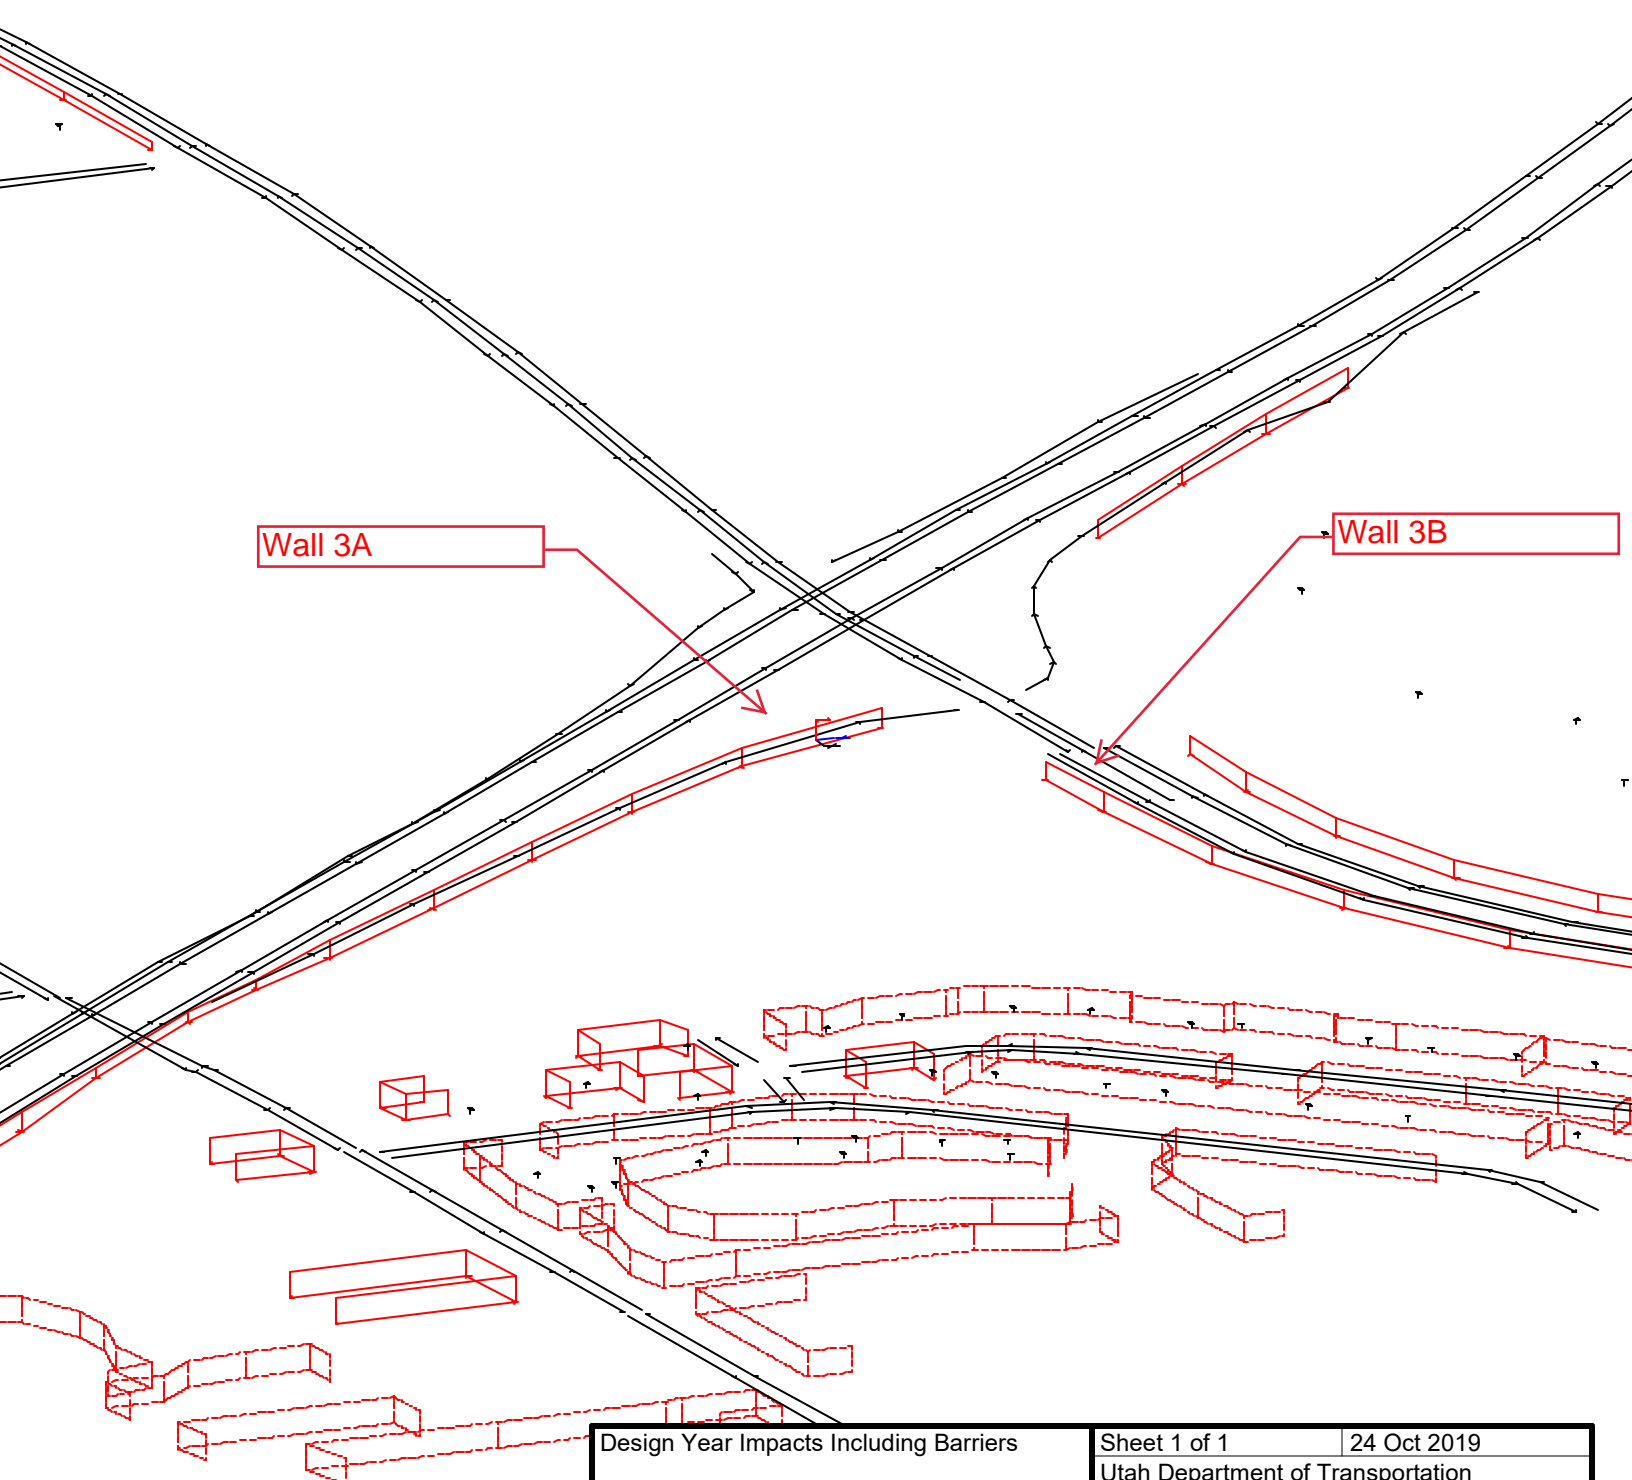 Wall 3A
Wall 3B
Design Year Impacts Including Barriers
Sheet 1 of 1
24 Oct 2019
Utah Department of Transportation